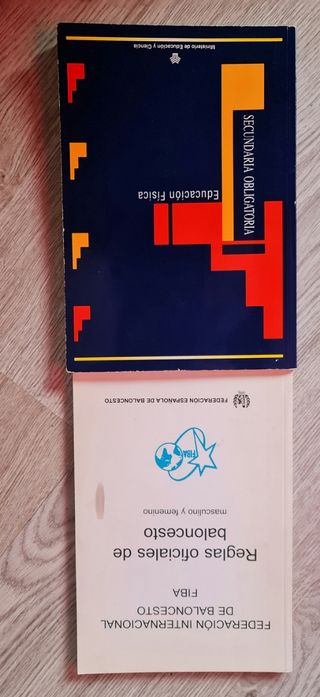 SECUNDARIA OBLIGATORIA
Educación Física
Ministerio de Educación y Ciencia
FEDERACIÓN INTERNACIONAL
DE BALONCESTO
FIBA
Reglas oficiales de
baloncesto
masculino y femenino
FIBA
FEDERACIÓN ESPAÑOLA DE BALONCESTO